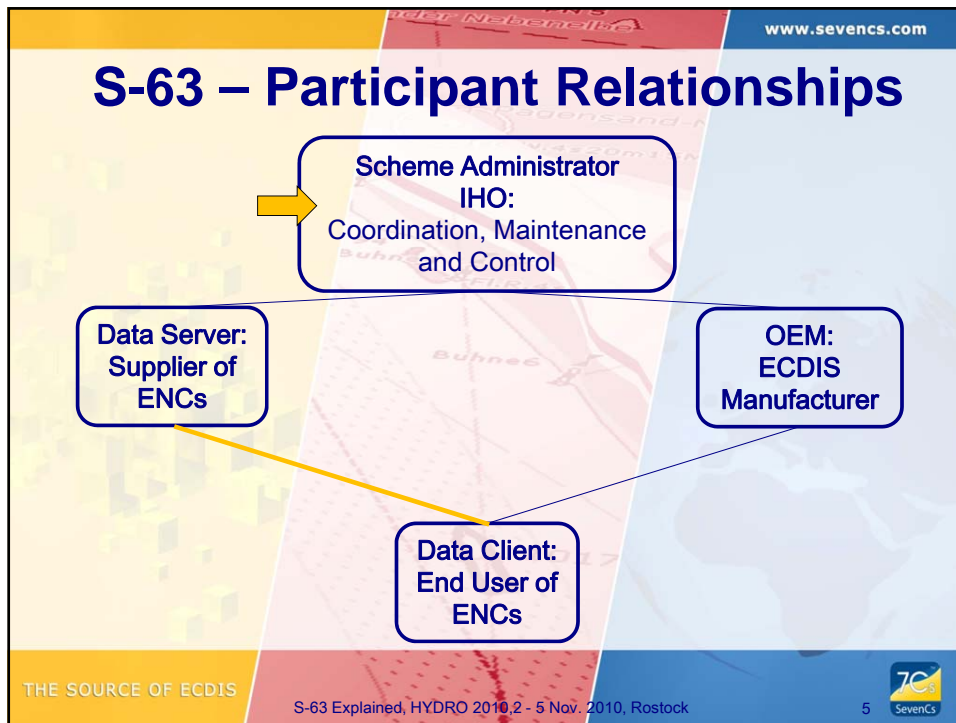 www.sevencs.com
S-63 – Participant Relationships
Scheme Administrator
IHO:
Coordination, Maintenance
and Control
Data Server:
Supplier of
ENCs
OEM:
ECDIS
Manufacturer
Buhne6
Data Client:
End User of
ENCs
THE SOURCE OF ECDIS
S-63 Explained, HYDRO 2010,2 - 5 Nov. 2010, Rostock
5
7Cs
SevenCs